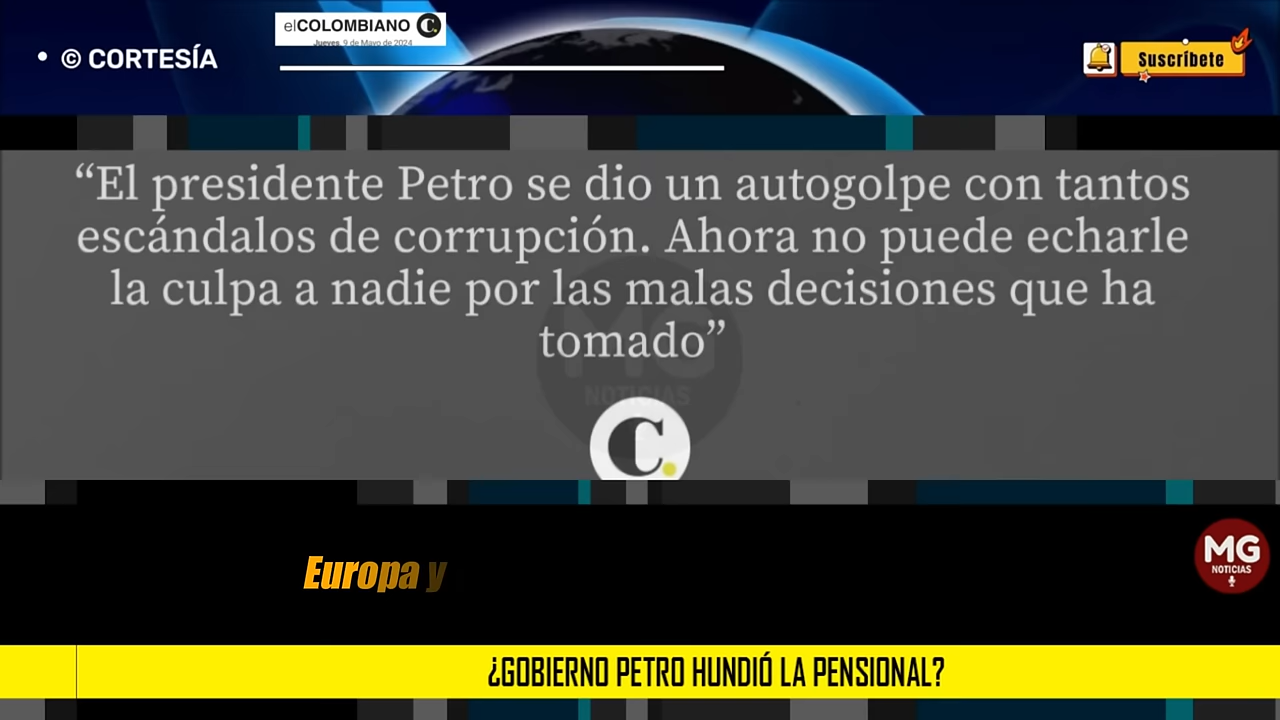 elCOLOMBIANO C
Jueves, 9 de Mayo de 2024
• © CORTESÍA
Suscríbete
“El presidente Petro se dio un autogolpe con tantos
escándalos de corrupción. Ahora no puede echarle
la culpa a nadie por las malas decisiones que ha
tomado”
MG
NOTICIAS
C.
Europa y
MG
NOTICIAS
¿GOBIERNO PETRO HUNDIÓ LA PENSIONAL?